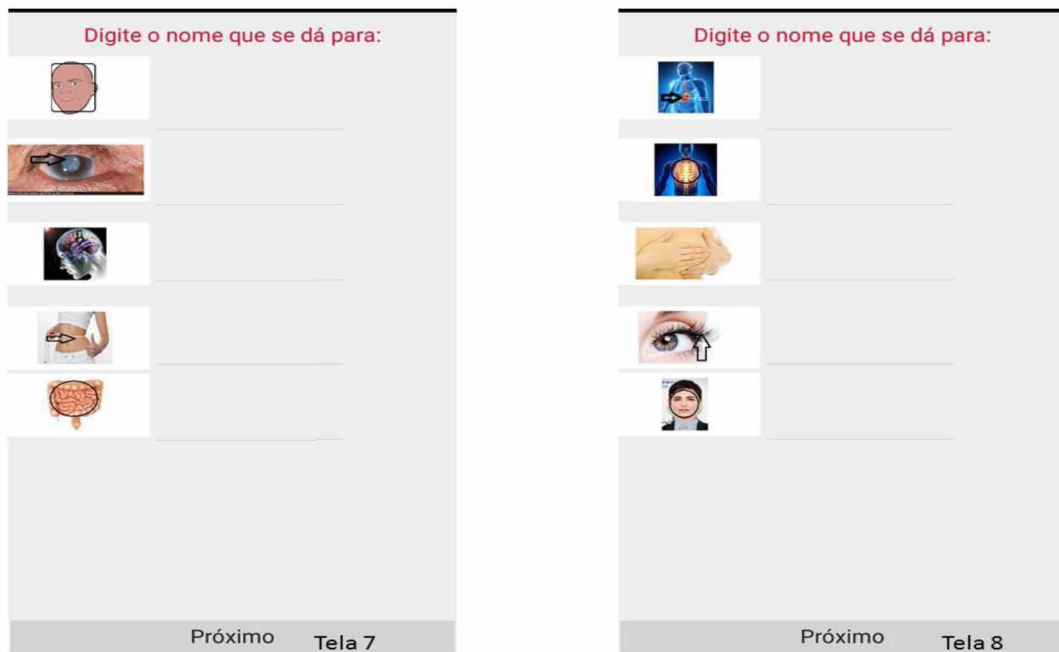 Digite o nome que se dá para:
Próximo
Tela 7
Digite o nome que se dá para:
Próximo
Tela 8